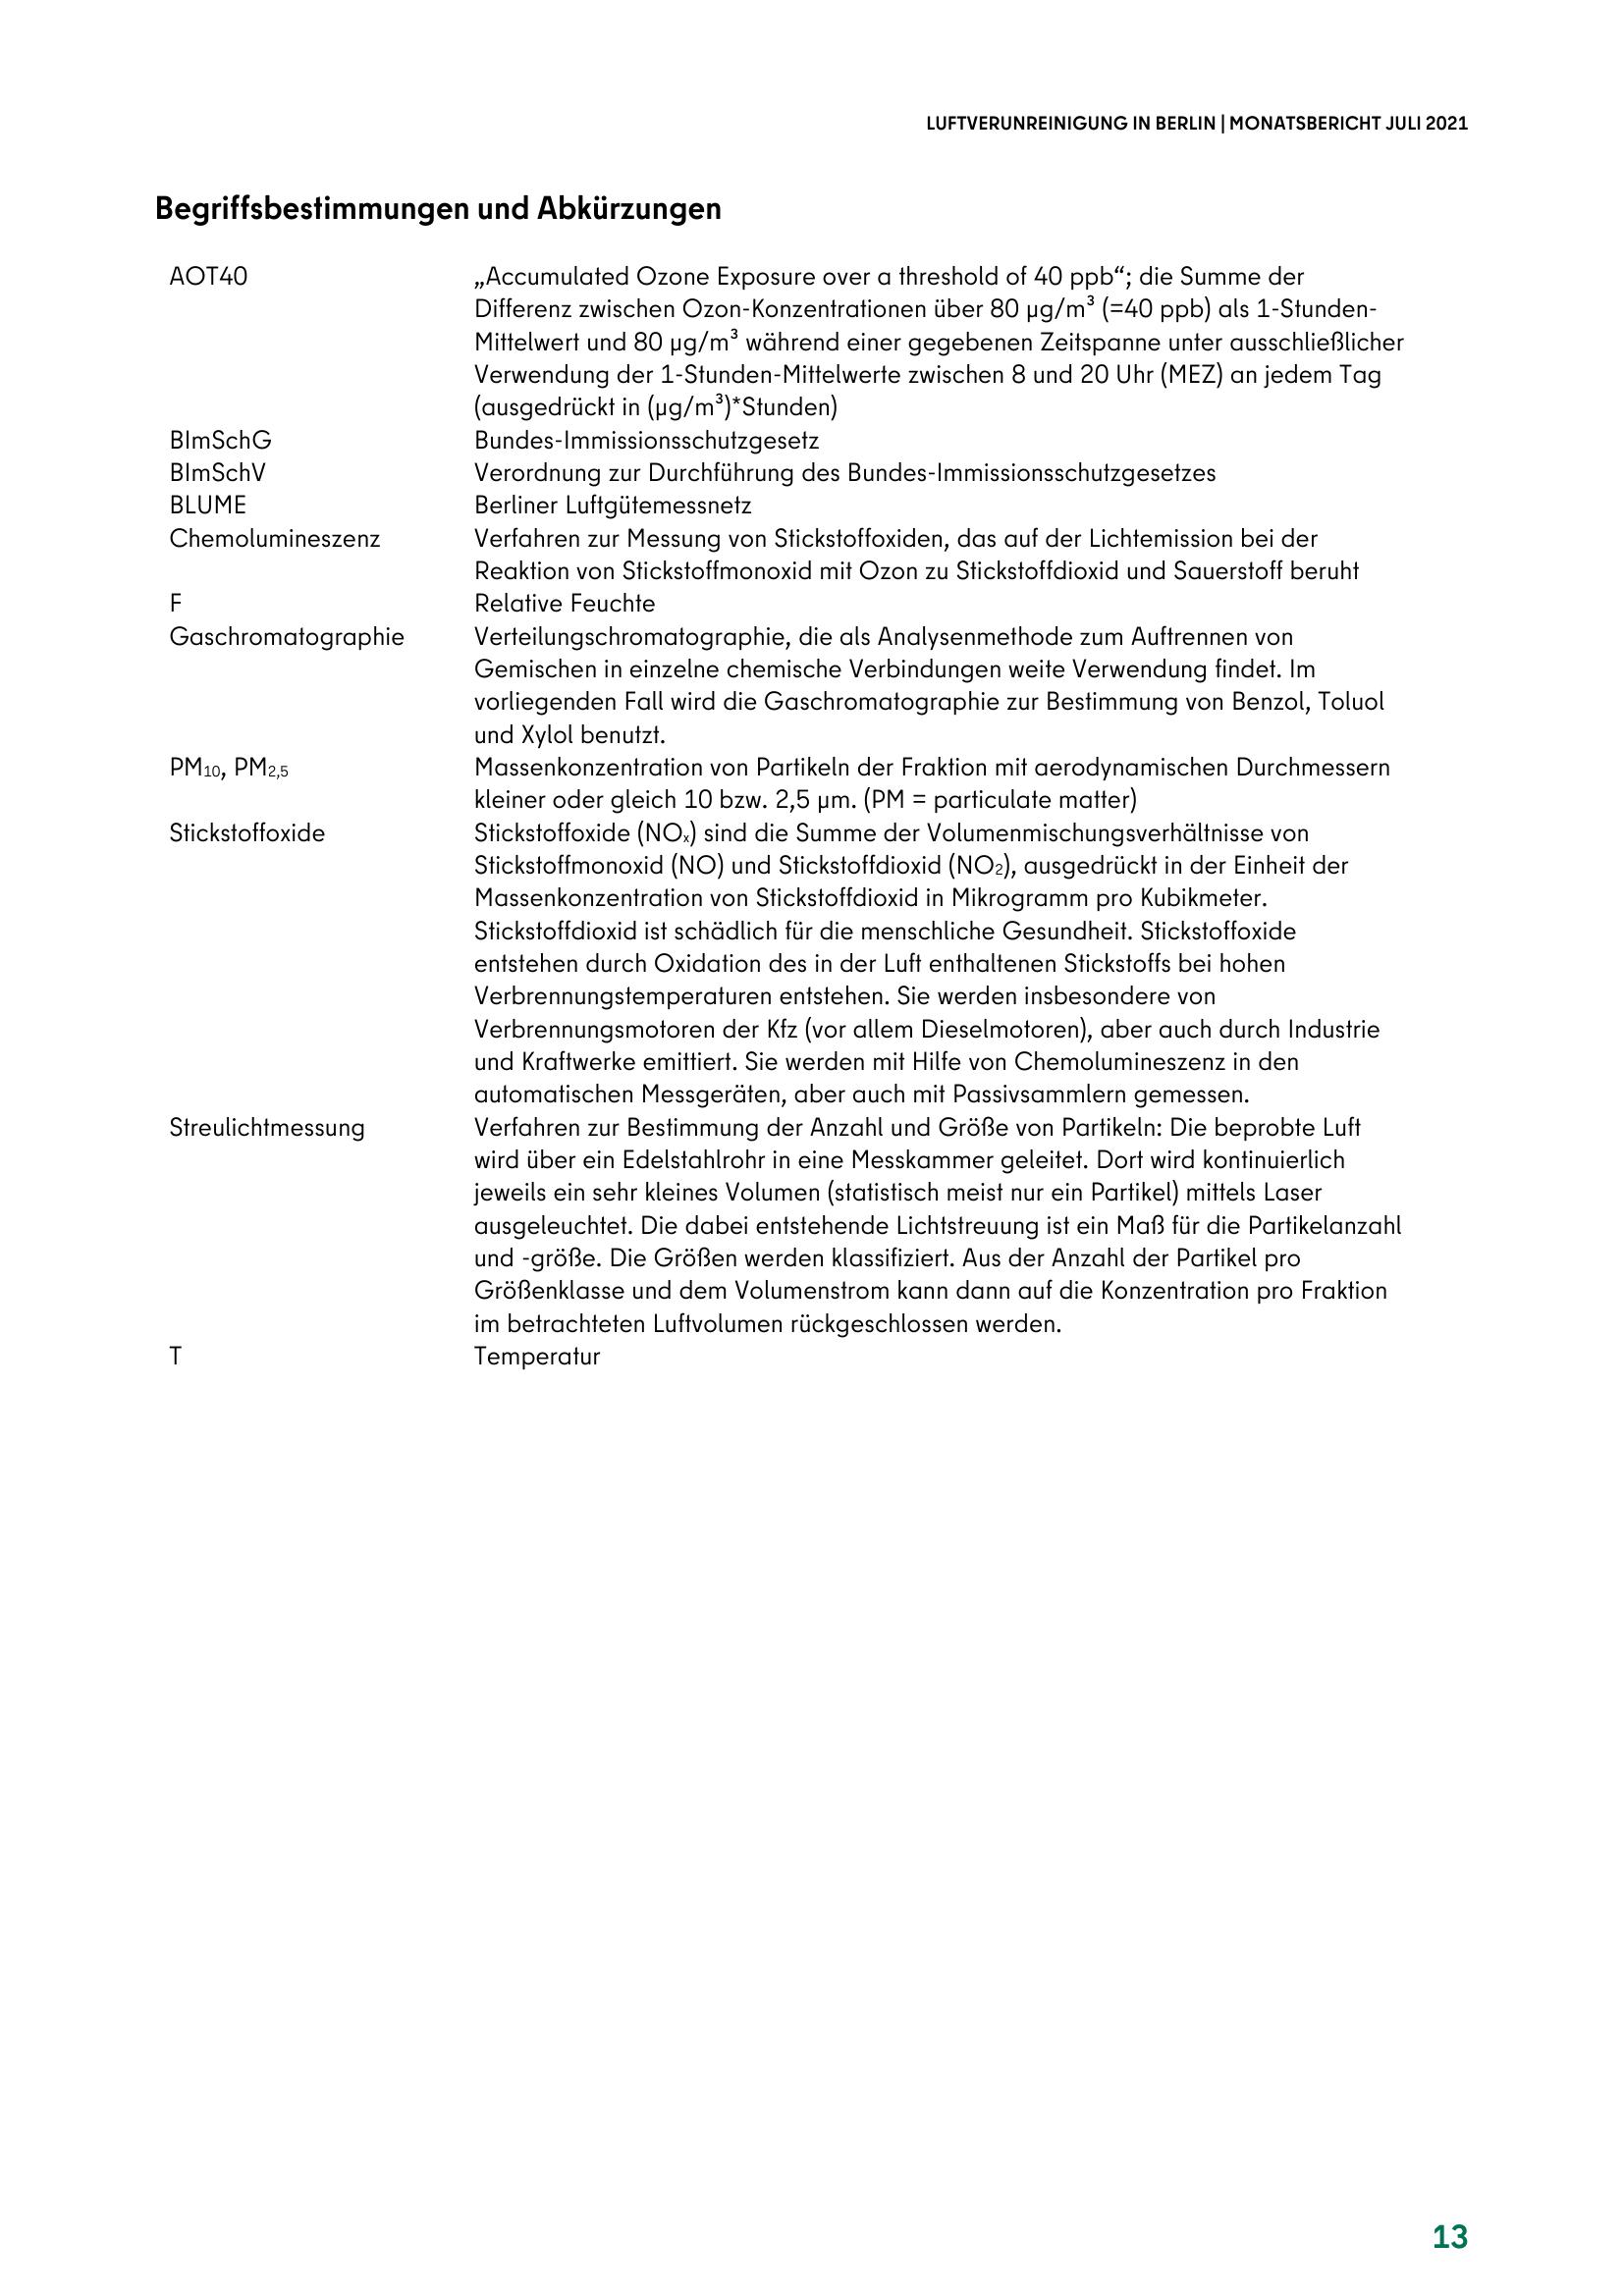 LUFTVERUNREINIGUNG IN BERLIN | MONATSBERICHT JULI 2021
Begriffsbestimmungen und Abkürzungen
AOT40 „Accumulated Ozone Exposure over a threshold of 40 ppb“; die Summe der
Differenz zwischen Ozon-Konzentrationen über 80 µg/m³ (=40 ppb) als 1-Stunden-
Mittelwert und 80 µg/m³ während einer gegebenen Zeitspanne unter ausschließlicher
Verwendung der 1-Stunden-Mittelwerte zwischen 8 und 20 Uhr (MEZ) an jedem Tag
(ausgedrückt in (µg/m³)*Stunden)
BImSchG Bundes-Immissionsschutzgesetz
BImSchV Verordnung zur Durchführung des Bundes-Immissionsschutzgesetzes
BLUME Berliner Luftgütemessnetz
Chemolumineszenz Verfahren zur Messung von Stickstoffoxiden, das auf der Lichtemission bei der
Reaktion von Stickstoffmonoxid mit Ozon zu Stickstoffdioxid und Sauerstoff beruht
F Relative Feuchte
Gaschromatographie Verteilungschromatographie, die als Analysenmethode zum Auftrennen von
Gemischen in einzelne chemische Verbindungen weite Verwendung findet. Im
vorliegenden Fall wird die Gaschromatographie zur Bestimmung von Benzol, Toluol
und Xylol benutzt.
PM₁₀, PM₂,₅ Massenkonzentration von Partikeln der Fraktion mit aerodynamischen Durchmessern
kleiner oder gleich 10 bzw. 2,5 µm. (PM = particulate matter)
Stickstoffoxide Stickstoffoxide (NOₓ) sind die Summe der Volumenmischungsverhältnisse von
Stickstoffmonoxid (NO) und Stickstoffdioxid (NO₂), ausgedrückt in der Einheit der
Massenkonzentration von Stickstoffdioxid in Mikrogramm pro Kubikmeter.
Stickstoffdioxid ist schädlich für die menschliche Gesundheit. Stickstoffoxide
entstehen durch Oxidation des in der Luft enthaltenen Stickstoffs bei hohen
Verbrennungstemperaturen entstehen. Sie werden insbesondere von
Verbrennungsmotoren der Kfz (vor allem Dieselmotoren), aber auch durch Industrie
und Kraftwerke emittiert. Sie werden mit Hilfe von Chemolumineszenz in den
automatischen Messgeräten, aber auch mit Passivsammlern gemessen.
Streulichtmessung Verfahren zur Bestimmung der Anzahl und Größe von Partikeln: Die beprobte Luft
wird über ein Edelstahlrohr in eine Messkammer geleitet. Dort wird kontinuierlich
jeweils ein sehr kleines Volumen (statistisch meist nur ein Partikel) mittels Laser
ausgeleuchtet. Die dabei entstehende Lichtstreuung ist ein Maß für die Partikelanzahl
und -größe. Die Größen werden klassifiziert. Aus der Anzahl der Partikel pro
Größenklasse und dem Volumenstrom kann dann auf die Konzentration pro Fraktion
im betrachteten Luftvolumen rückgeschlossen werden.
T Temperatur
13